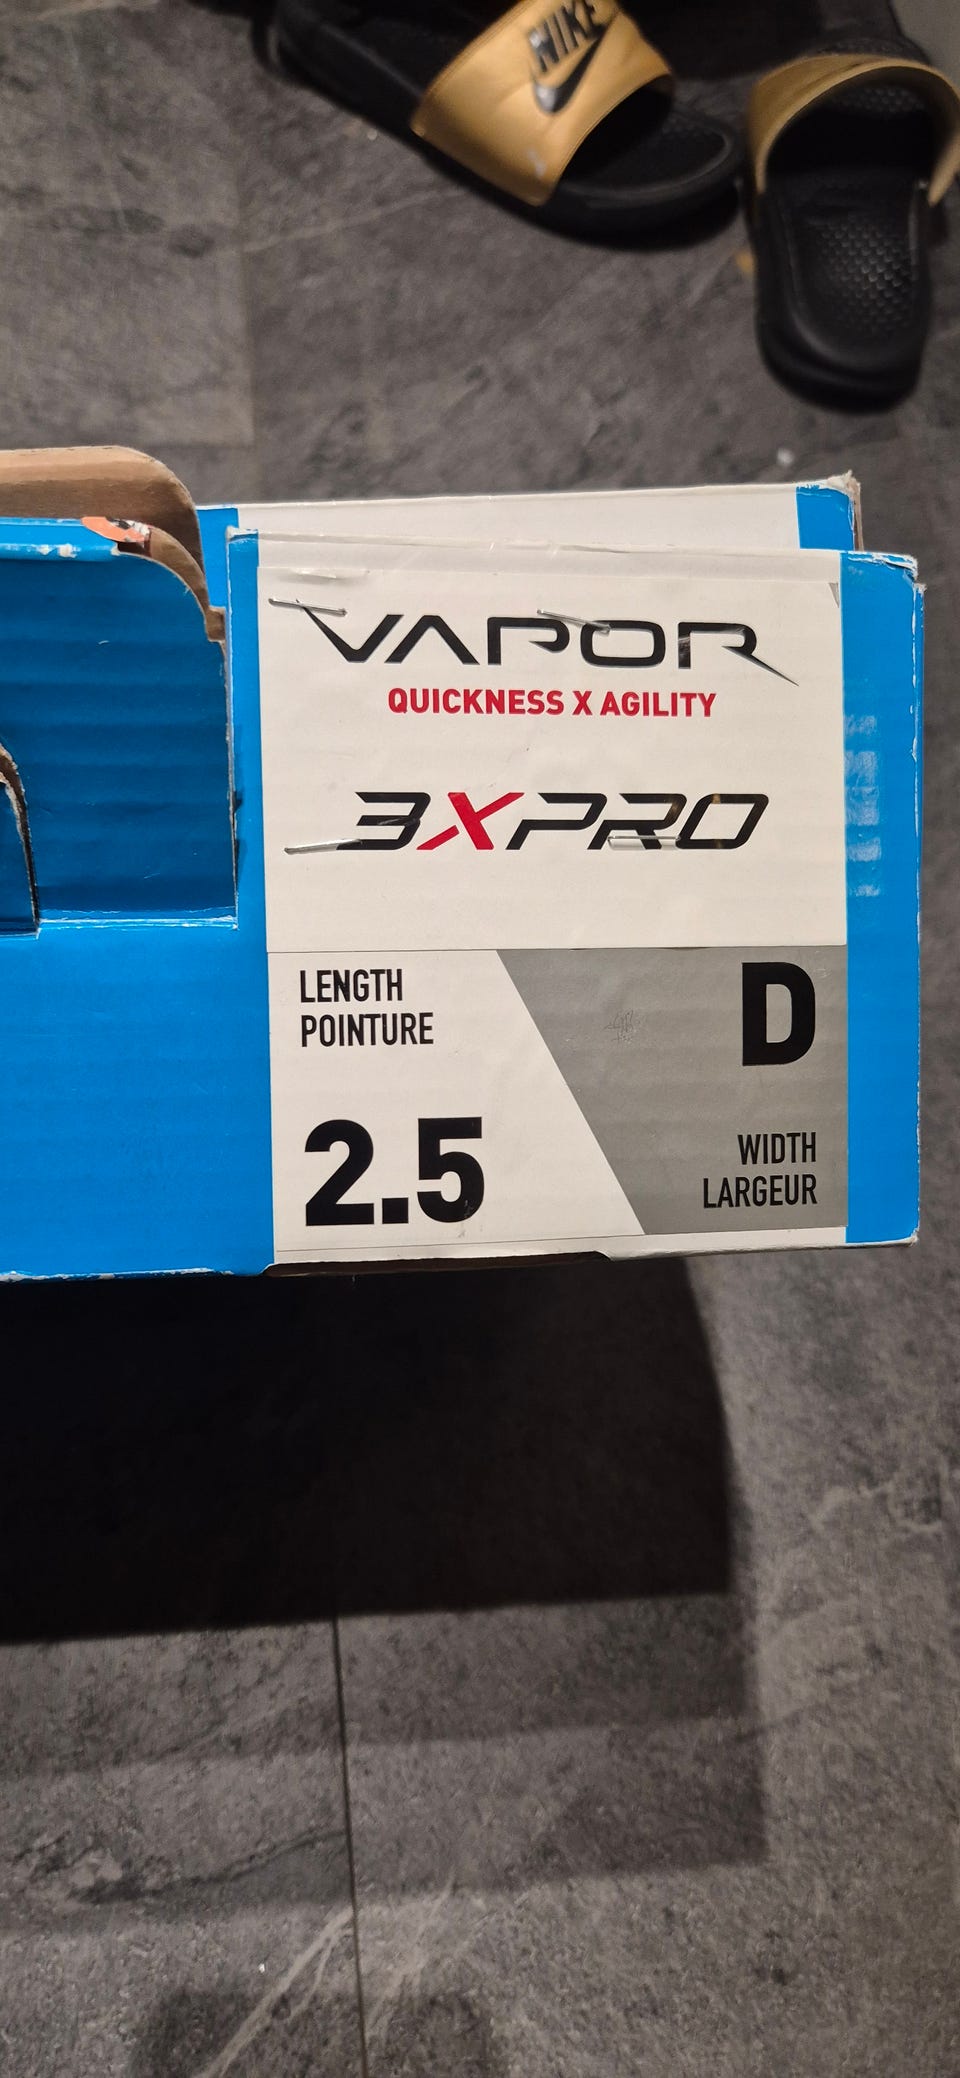 NIKE
VAPOR
QUICKNESS X AGILITY
3XPRO
LENGTH
POINTURE
2.5
D
WIDTH
LARGEUR